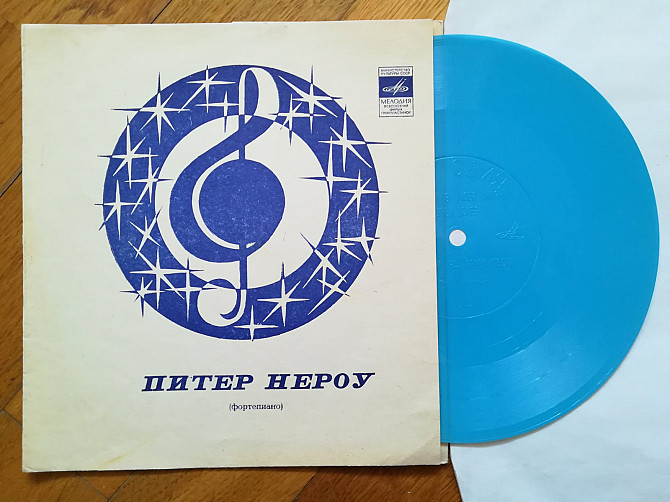 МИНИСТЕРСТВО
КУЛЬТУРЫ СССР
МЕЛОДИЯ
ВСЕСОЮЗНАЯ
ФИРМА
ГРАМПЛАСТИНОК
ПИТЕР НЕРОУ
(фортепиано)